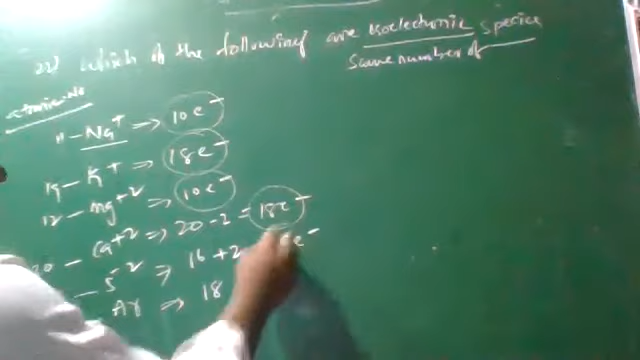 which of the following are isoelectronic species
same number of
atomic.No
11 - Na⁺ ⇒ 10e⁻
19 - K⁺ ⇒ 18e⁻
12 - mg⁺² ⇒ 10e⁻
20 - Ca⁺² ⇒ 20-2 = 18e⁻
- S⁻² ⇒ 16+2 e⁻
Ar ⇒ 18